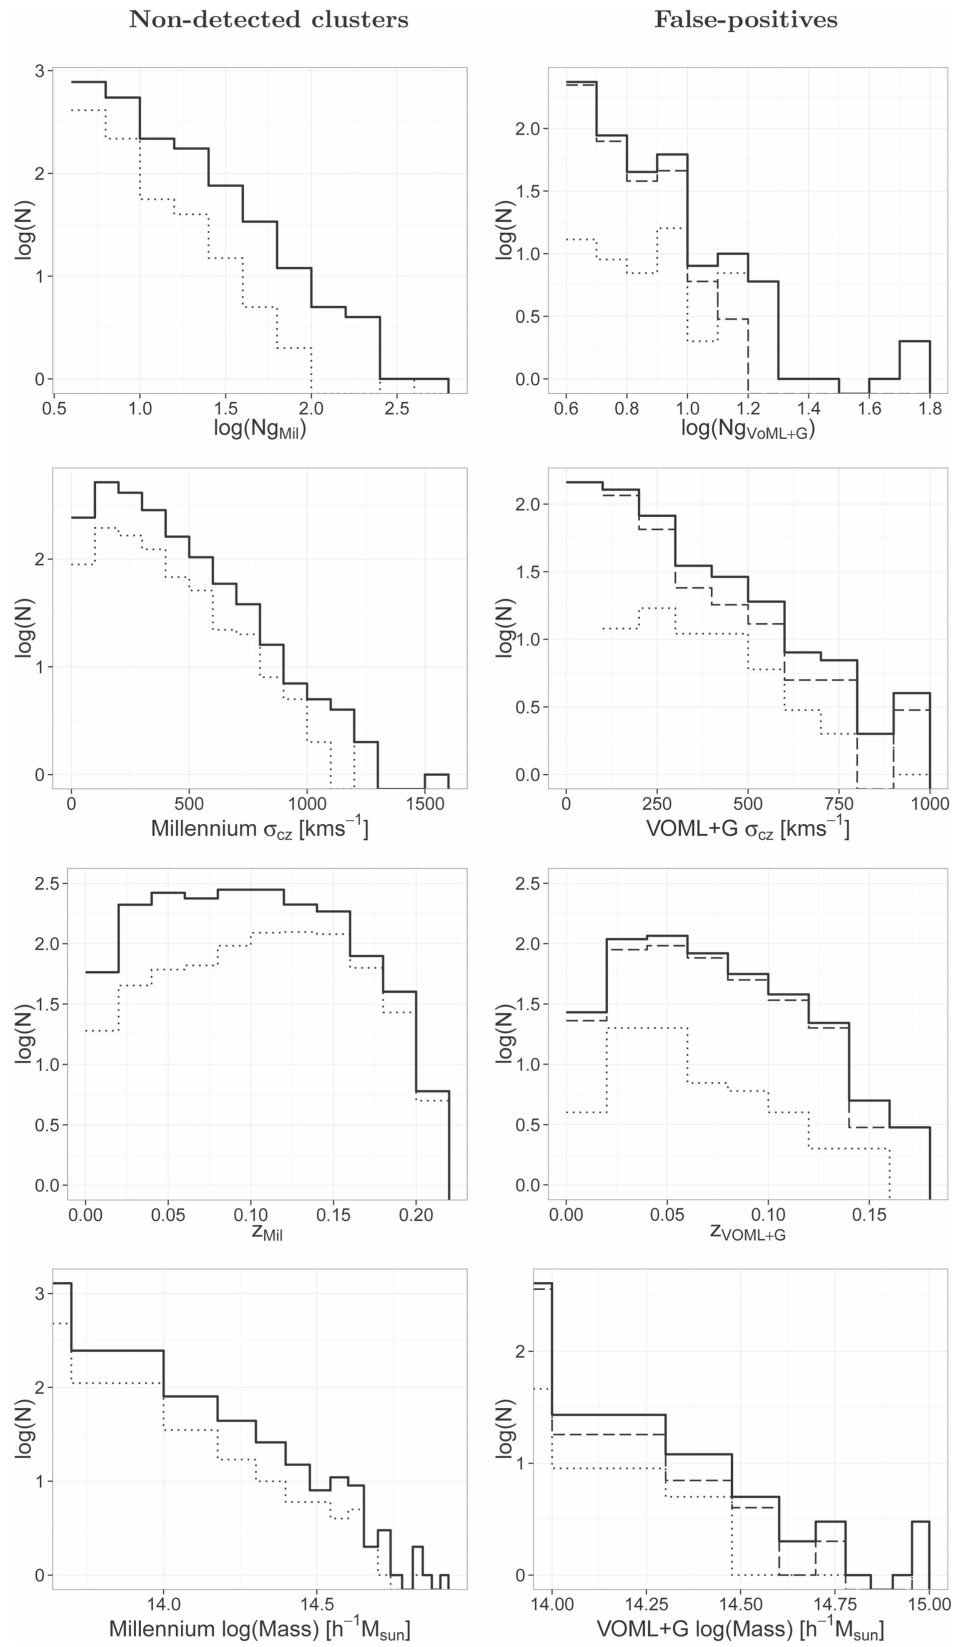 Non-detected clusters
False-positives
3
2
1
0
log(N)
0.5 1.0 1.5 2.0 2.5
log(Ng_Mil)
2.0
1.5
1.0
0.5
0.0
log(N)
0.6 0.8 1.0 1.2 1.4 1.6 1.8
log(Ng_VoML+G)
2
1
0
log(N)
0 500 1000 1500
Millennium σ_cz [kms⁻¹]
2.0
1.5
1.0
0.5
0.0
log(N)
0 250 500 750 1000
VOML+G σ_cz [kms⁻¹]
2.5
2.0
1.5
1.0
0.5
0.0
log(N)
0.00 0.05 0.10 0.15 0.20
z_Mil
2.5
2.0
1.5
1.0
0.5
0.0
log(N)
0.00 0.05 0.10 0.15
z_VOML+G
3
2
1
0
log(N)
14.0 14.5
Millennium log(Mass) [h⁻¹M_sun]
2
1
0
log(N)
14.00 14.25 14.50 14.75 15.00
VOML+G log(Mass) [h⁻¹M_sun]